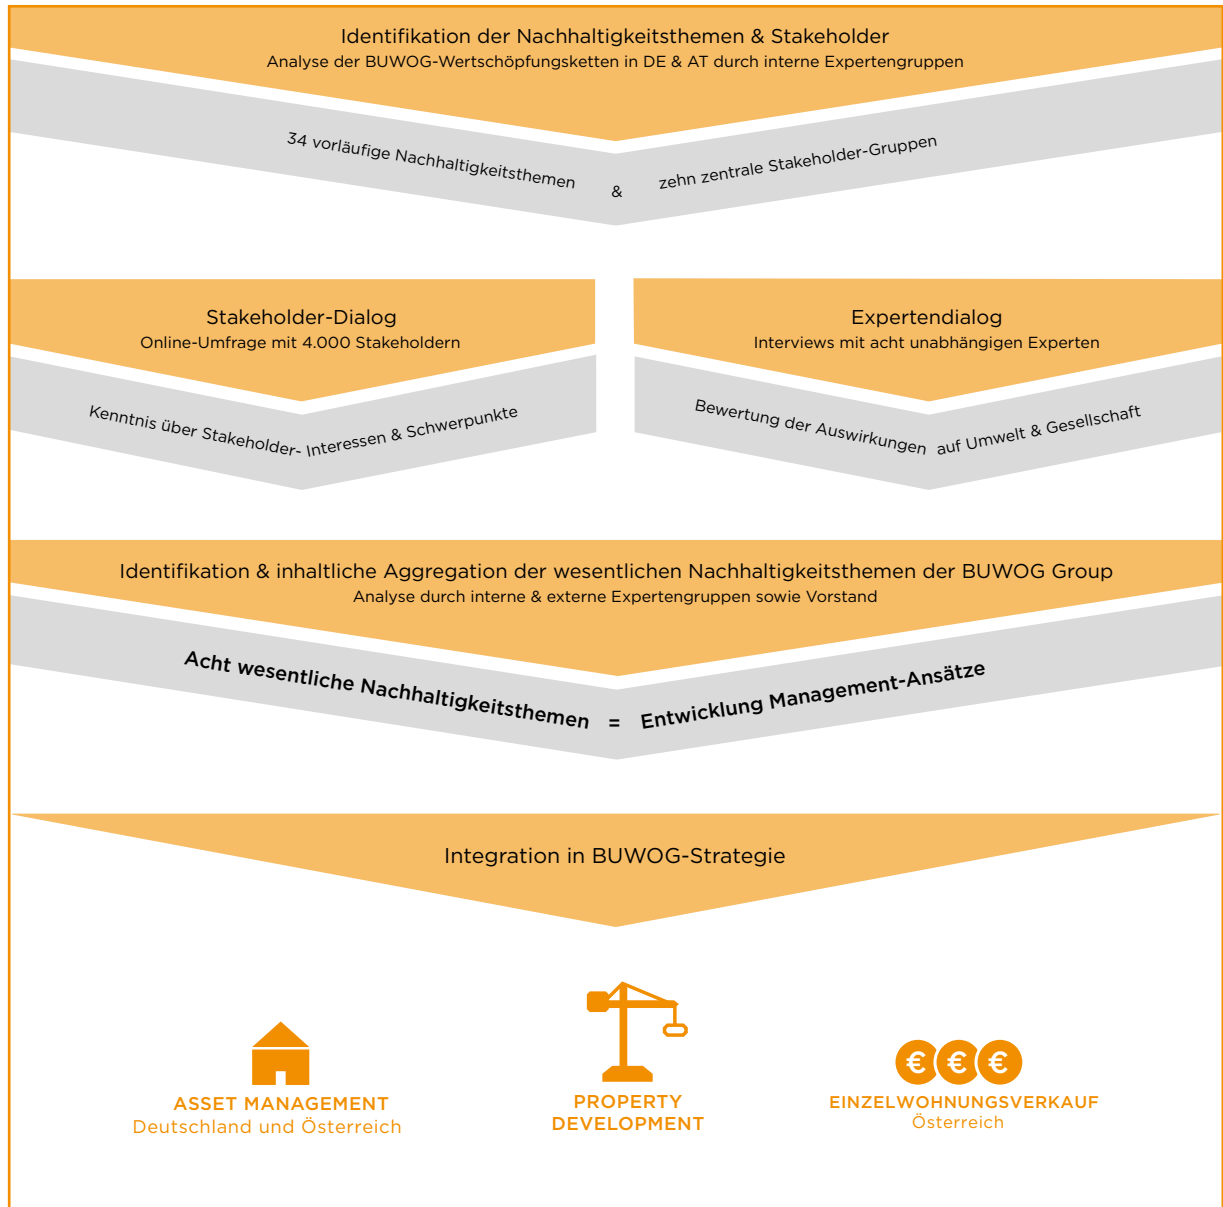 Identifikation der Nachhaltigkeitsthemen & Stakeholder
Analyse der BUWOG-Wertschöpfungsketten in DE & AT durch interne Expertengruppen
34 vorläufige Nachhaltigkeitsthemen & zehn zentrale Stakeholder-Gruppen
Stakeholder-Dialog
Online-Umfrage mit 4.000 Stakeholdern
Kenntnis über Stakeholder- Interessen & Schwerpunkte
Expertendialog
Interviews mit acht unabhängigen Experten
Bewertung der Auswirkungen auf Umwelt & Gesellschaft
Identifikation & inhaltliche Aggregation der wesentlichen Nachhaltigkeitsthemen der BUWOG Group
Analyse durch interne & externe Expertengruppen sowie Vorstand
Acht wesentliche Nachhaltigkeitsthemen = Entwicklung Management-Ansätze
Integration in BUWOG-Strategie
ASSET MANAGEMENT
Deutschland und Österreich
PROPERTY
DEVELOPMENT
€ € €
EINZELWOHNUNGSVERKAUF
Österreich